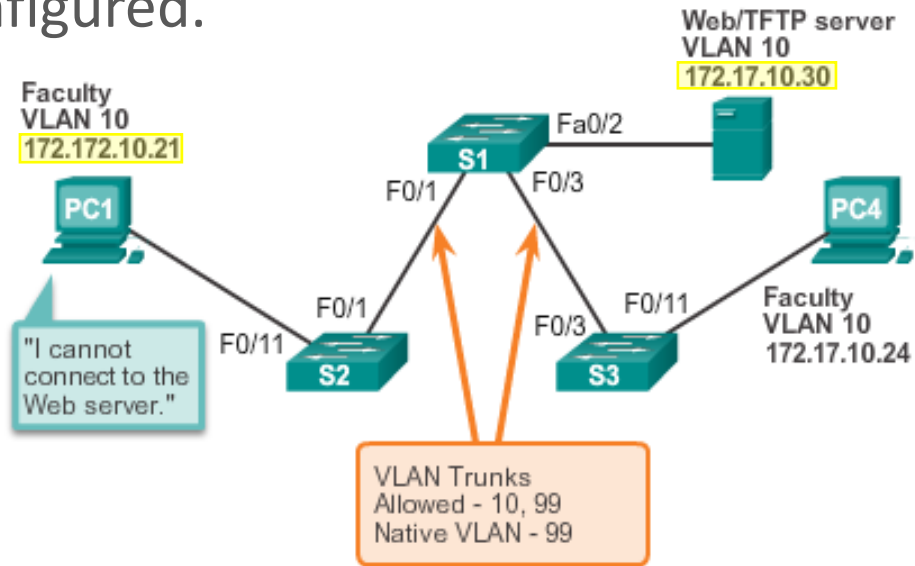 nfigured.
Web/TFTP server
VLAN 10
172.17.10.30
Faculty
VLAN 10
172.172.10.21
Fa0/2
S1
F0/1
F0/3
PC1
PC4
F0/1
F0/11
F0/3
F0/11
S2
S3
Faculty
VLAN 10
172.17.10.24
"I cannot
connect to the
Web server."
VLAN Trunks
Allowed - 10, 99
Native VLAN - 99